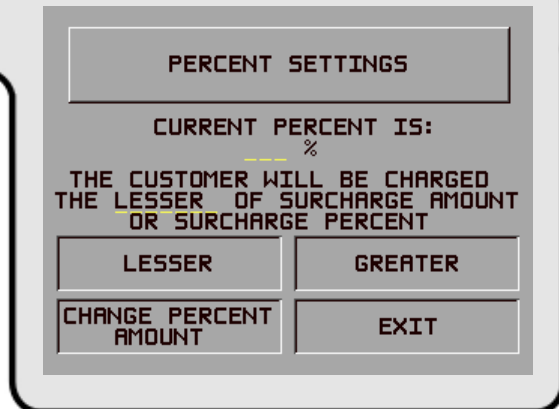 PERCENT SETTINGS
CURRENT PERCENT IS:
___ %
THE CUSTOMER WILL BE CHARGED
THE LESSER OF SURCHARGE AMOUNT
OR SURCHARGE PERCENT
LESSER
GREATER
CHANGE PERCENT
AMOUNT
EXIT